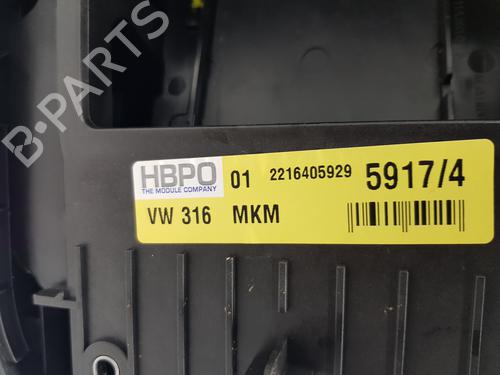 B-PARTS
HBPO
THE MODULE COMPANY
01 2216405929 5917/4
VW 316 MKM